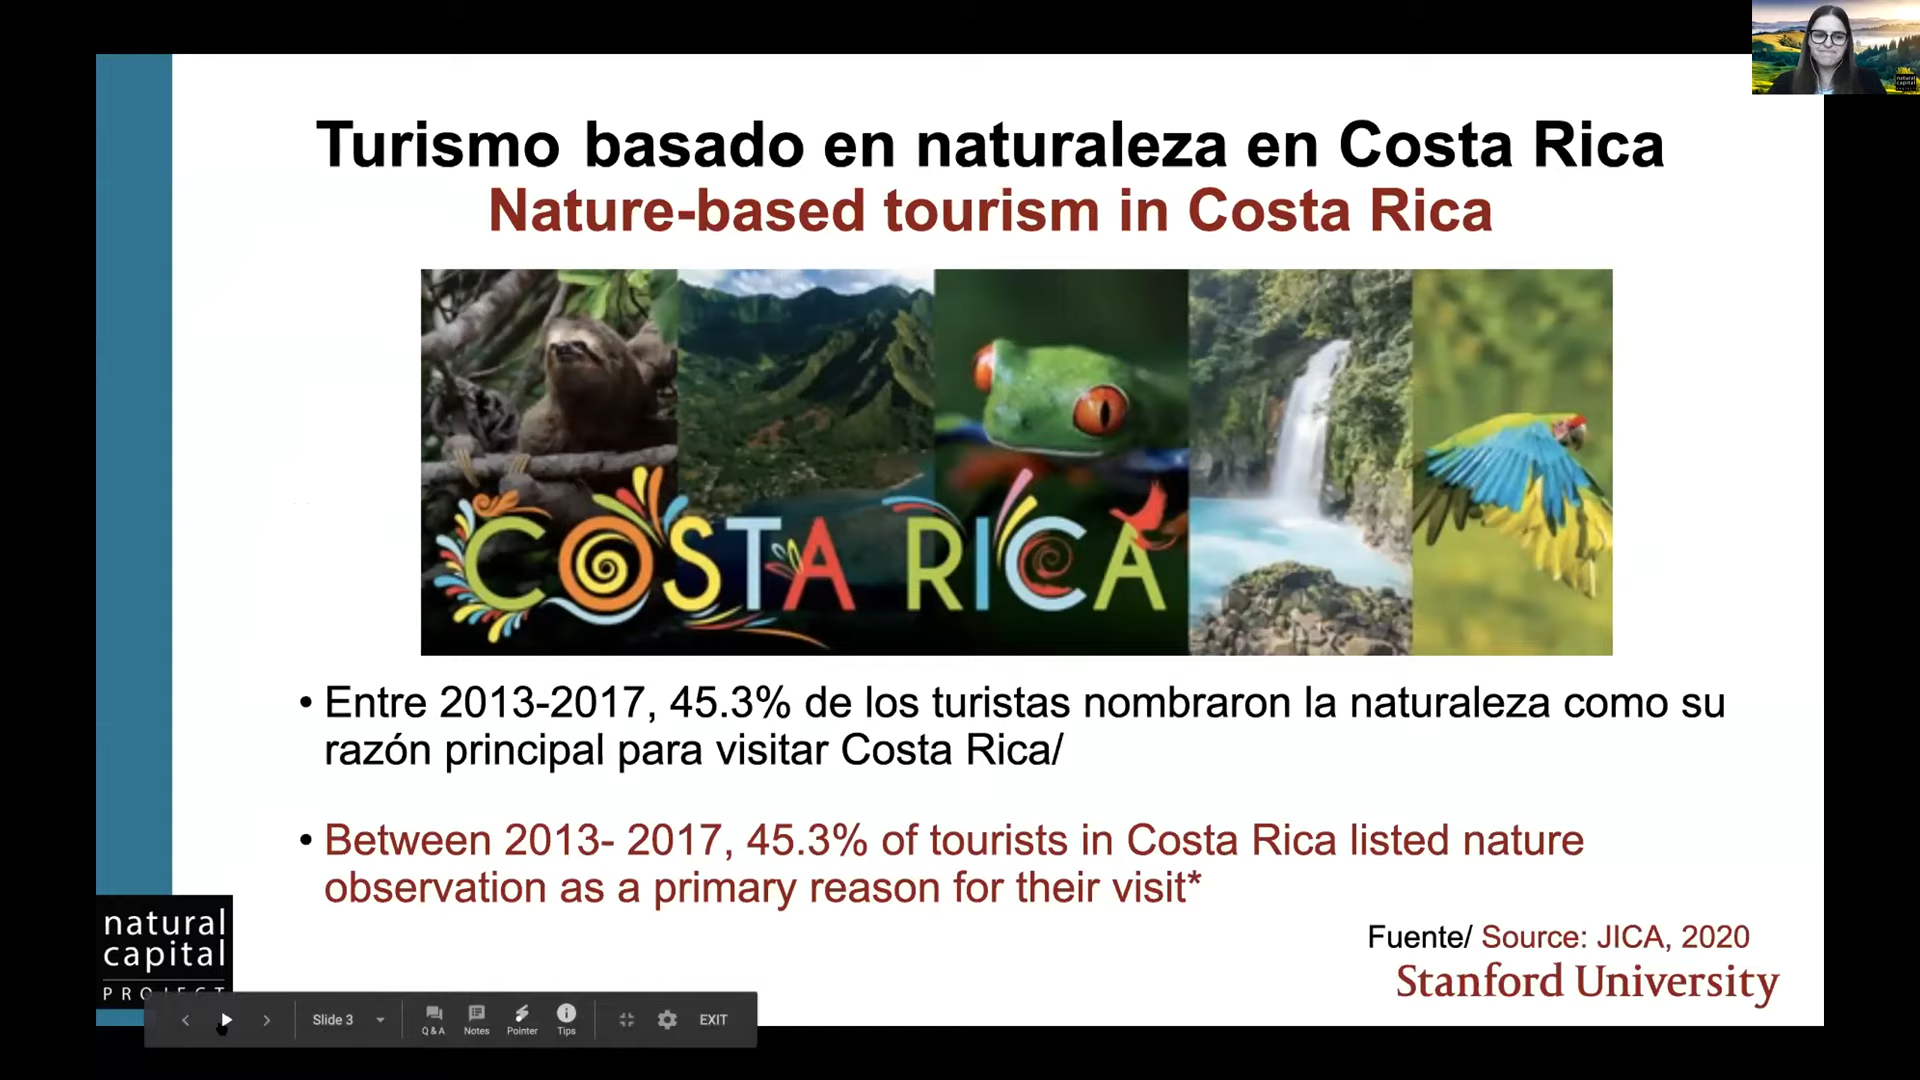 Turismo basado en naturaleza en Costa Rica
Nature-based tourism in Costa Rica
COSTA RICA
• Entre 2013-2017, 45.3% de los turistas nombraron la naturaleza como su
razón principal para visitar Costa Rica/
• Between 2013- 2017, 45.3% of tourists in Costa Rica listed nature
observation as a primary reason for their visit*
Fuente/ Source: JICA, 2020
Stanford University
natural
capital
PROJECT
Slide 3
Q & A
Notes
Pointer
Tips
EXIT
natural
capital